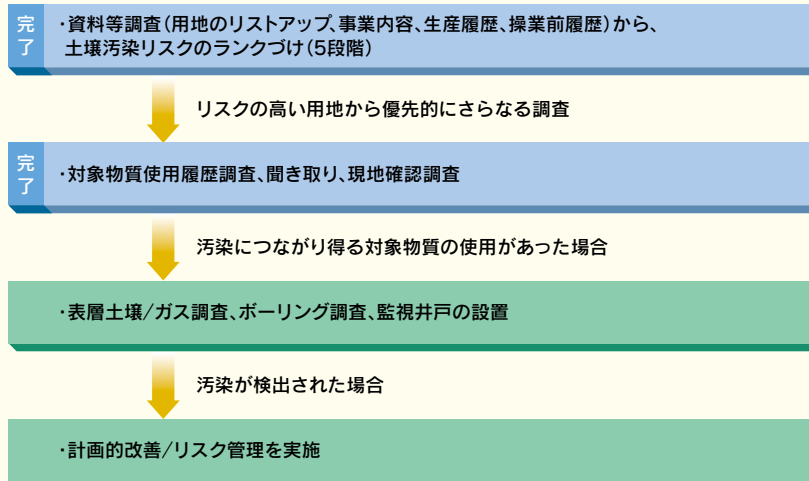 完了
・資料等調査（用地のリストアップ、事業内容、生産履歴、操業前履歴）から、
土壌汚染リスクのランクづけ（5段階）
リスクの高い用地から優先的にさらなる調査
完了
・対象物質使用履歴調査、聞き取り、現地確認調査
汚染につながり得る対象物質の使用があった場合
・表層土壌/ガス調査、ボーリング調査、監視井戸の設置
汚染が検出された場合
・計画的改善/リスク管理を実施